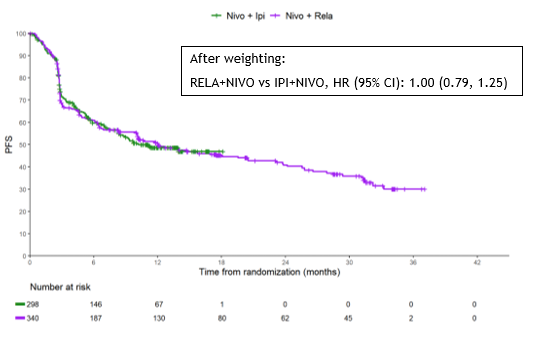 Nivo + Ipi Nivo + Rela
After weighting:
RELA+NIVO vs IPI+NIVO, HR (95% CI): 1.00 (0.79, 1.25)
PFS
100
90
80
70
60
50
40
30
20
10
0
0 6 12 18 24 30 36 42
Time from randomization (months)
Number at risk
298 146 67 1 0 0 0 0
340 187 130 80 62 45 2 0